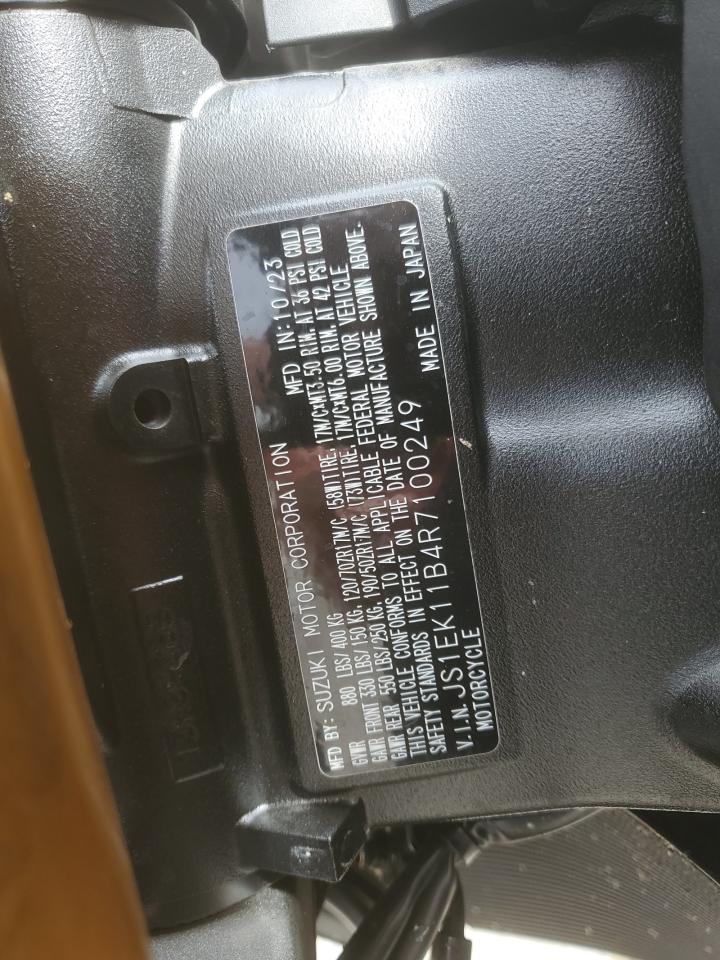 MFD BY: SUZUKI MOTOR CORPORATION MFD IN:10/23
GVWR 880 LBS/400 KG
GAWR FRONT 330 LBS/150 KG, 120/70ZR17M/C (58W)TIRE, 17M/C×MT3.50 RIM, AT 36 PSI COLD
GAWR REAR 550 LBS/250 KG, 190/50ZR17M/C (73W)TIRE, 17M/C×MT6.00 RIM, AT 42 PSI COLD
THIS VEHICLE CONFORMS TO ALL APPLICABLE FEDERAL MOTOR VEHICLE
SAFETY STANDARDS IN EFFECT ON THE DATE OF MANUFACTURE SHOWN ABOVE.
V.I.N. JS1EK11B4R7100249 MADE IN JAPAN
MOTORCYCLE